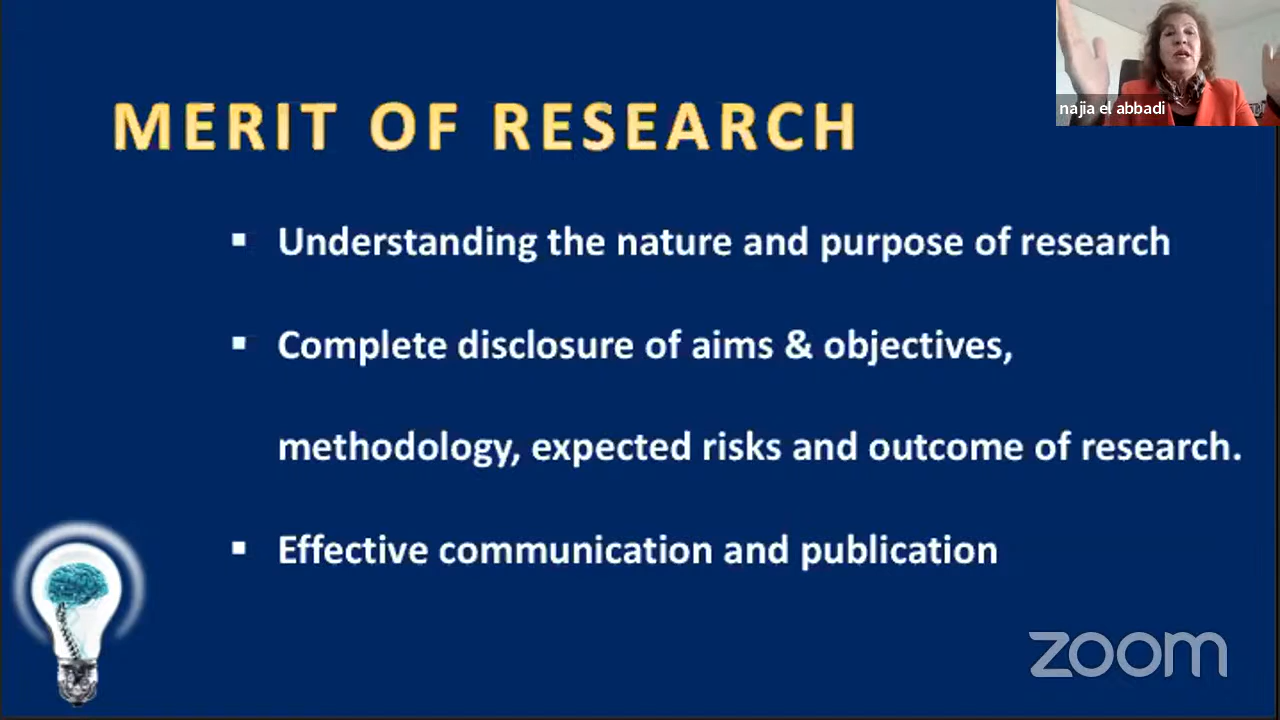 najia el abbadi
MERIT OF RESEARCH
▪ Understanding the nature and purpose of research
▪ Complete disclosure of aims & objectives,
methodology, expected risks and outcome of research.
▪ Effective communication and publication
zoom